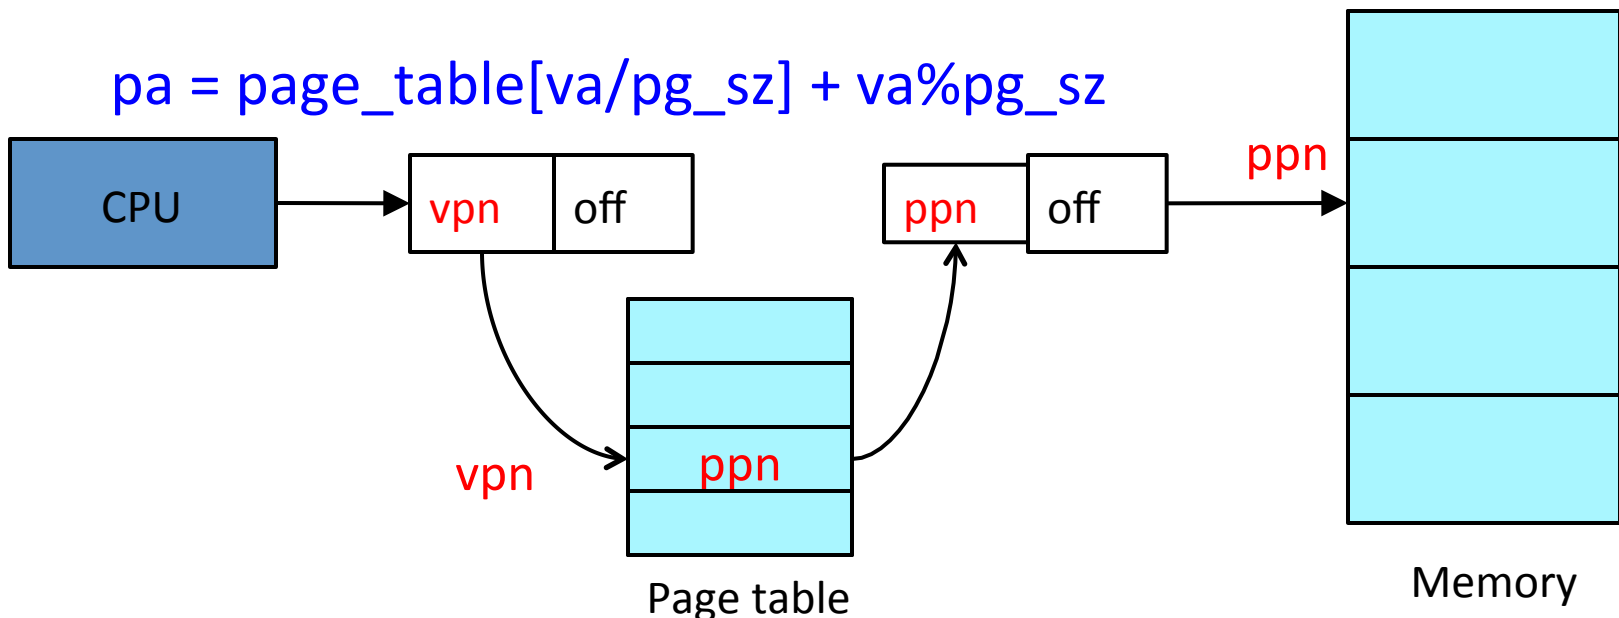 pa = page_table[va/pg_sz] + va%pg_sz
CPU
vpn off
ppn off
ppn
vpn
ppn
Page table
Memory